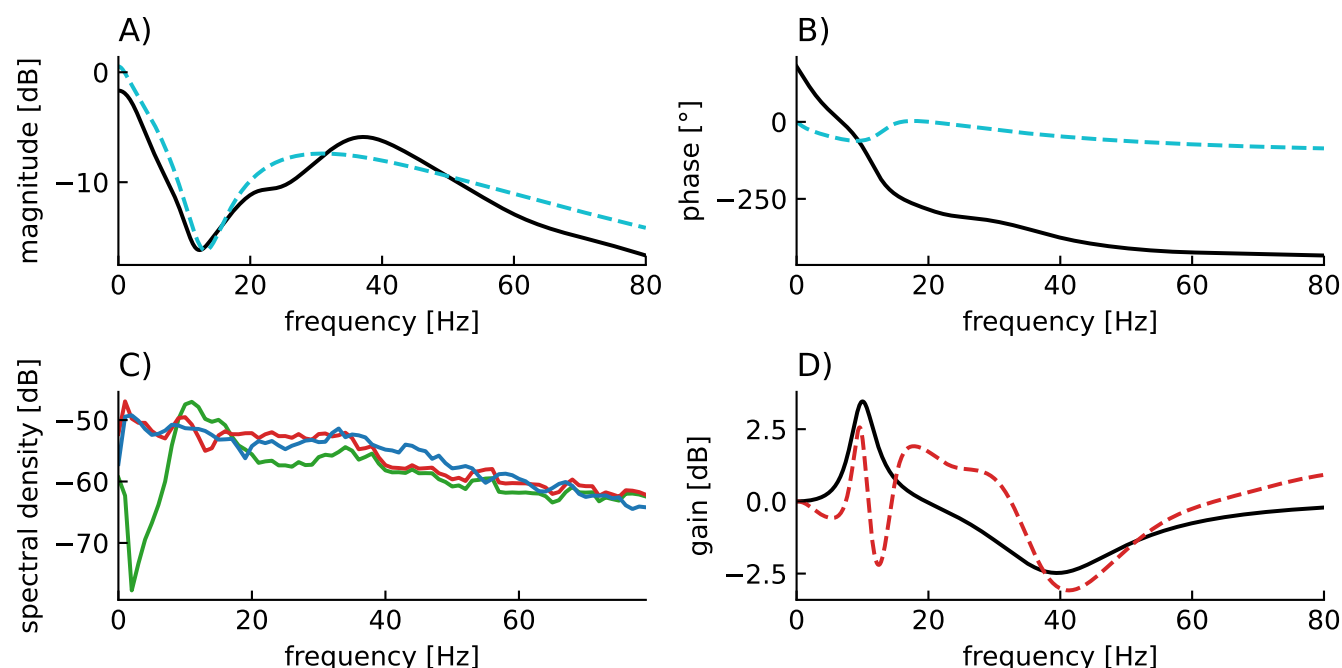 A)
magnitude [dB]
0
−10
0 20 40 60 80
frequency [Hz]
B)
phase [°]
0
−250
0 20 40 60 80
frequency [Hz]
C)
spectral density [dB]
−50
−60
−70
0 20 40 60
frequency [Hz]
D)
gain [dB]
2.5
0.0
−2.5
0 20 40 60 80
frequency [Hz]